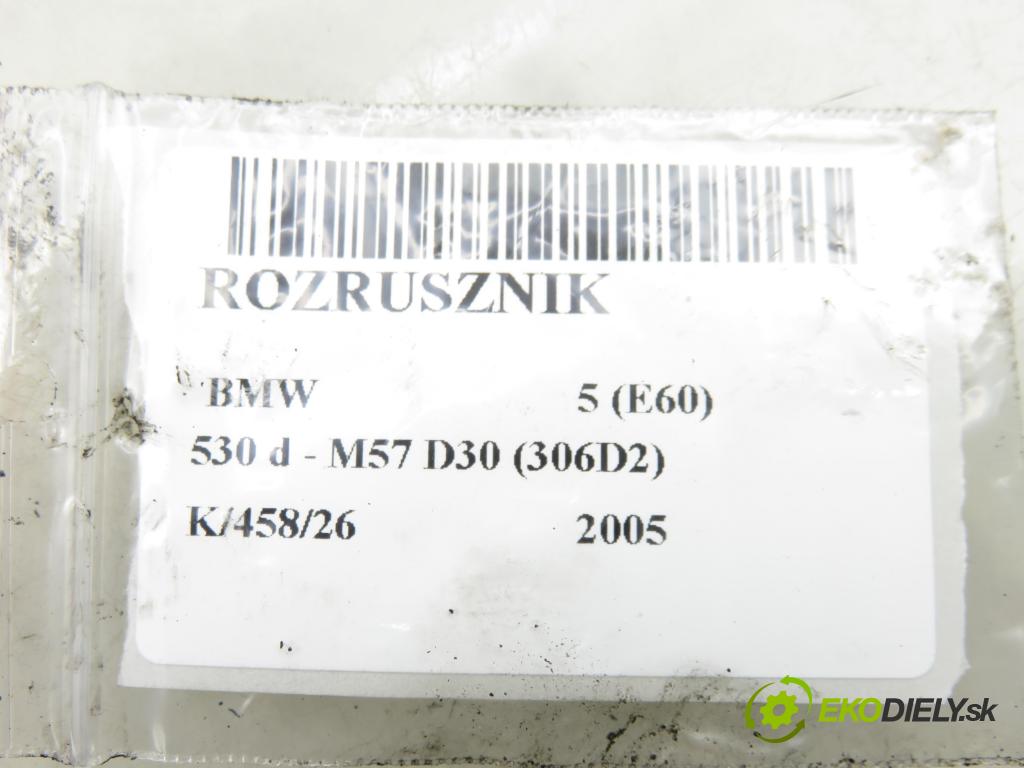 ROZRUSZNIK
BMW 5 (E60)
530 d - M57 D30 (306D2)
K/458/26 2005
EKODIELY.sk